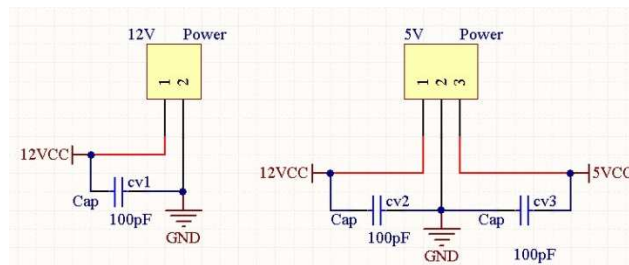 12V Power
1 2
12VCC
Cap cv1
100pF
GND
5V Power
1 2 3
12VCC 5VCC
Cap cv2 Cap cv3
100pF 100pF
GND